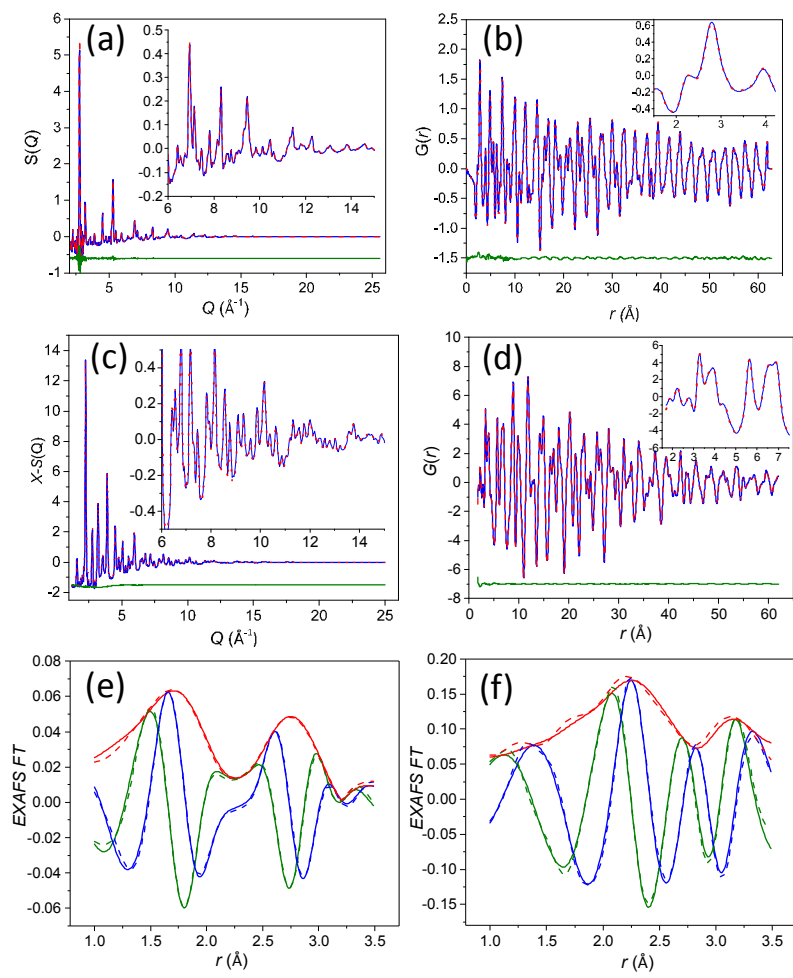 (a)
S(Q)
6
5
4
3
2
1
0
-1
5 10 15 20 25
Q (Å⁻¹)
0.5
0.4
0.3
0.2
0.1
0.0
-0.1
-0.2
6 8 10 12 14
(b)
G(r)
2.5
2.0
1.5
1.0
0.5
0.0
-0.5
-1.0
-1.5
0 10 20 30 40 50 60
r (Å)
0.6
0.4
0.2
0.0
-0.2
-0.4
2 3 4
(c)
X-S(Q)
14
12
10
8
6
4
2
0
-2
5 10 15 20 25
Q (Å⁻¹)
0.4
0.2
0.0
-0.2
-0.4
6 8 10 12 14
(d)
G(r)
10
8
6
4
2
0
-2
-4
-6
-8
0 10 20 30 40 50 60
r (Å)
6
4
2
0
-2
-4
-6
2 3 4 5 6 7
(e)
EXAFS FT
0.08
0.06
0.04
0.02
0.00
-0.02
-0.04
-0.06
1.0 1.5 2.0 2.5 3.0 3.5
r (Å)
(f)
EXAFS FT
0.20
0.15
0.10
0.05
0.00
-0.05
-0.10
-0.15
1.0 1.5 2.0 2.5 3.0 3.5
r (Å)